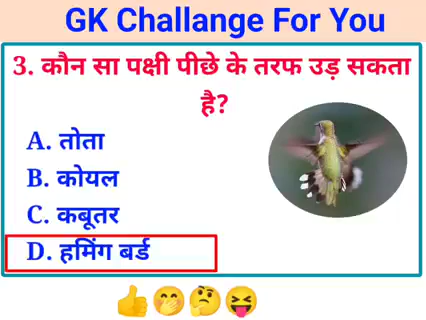 GK Challange For You
3. कौन सा पक्षी पीछे के तरफ उड़ सकता
है?
A. तोता
B. कोयल
C. कबूतर
D. हमिंग बर्ड